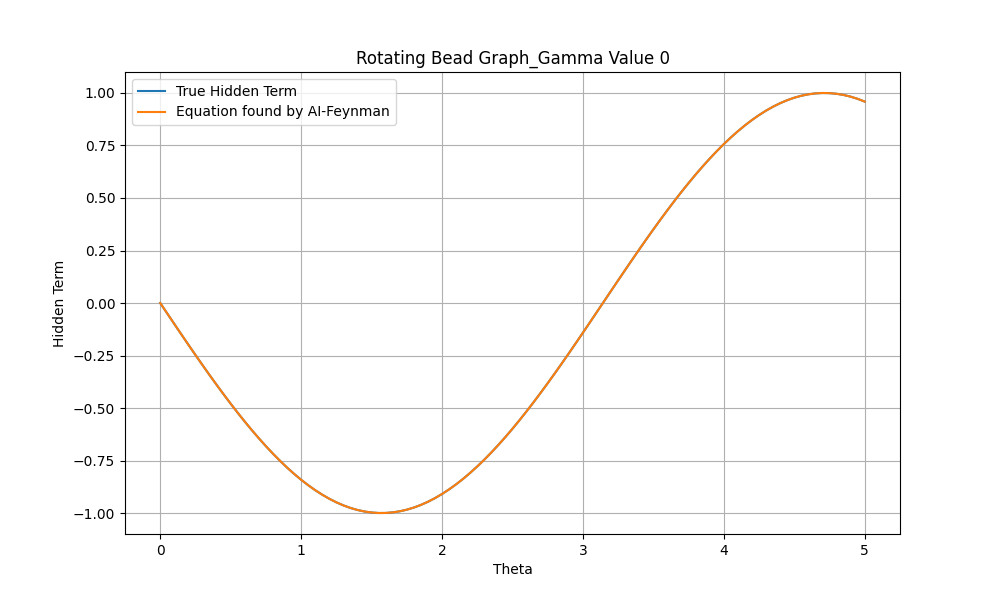 Rotating Bead Graph_Gamma Value 0
True Hidden Term
Equation found by AI-Feynman
1.00
0.75
0.50
0.25
0.00
−0.25
−0.50
−0.75
−1.00
Hidden Term
0 1 2 3 4 5
Theta